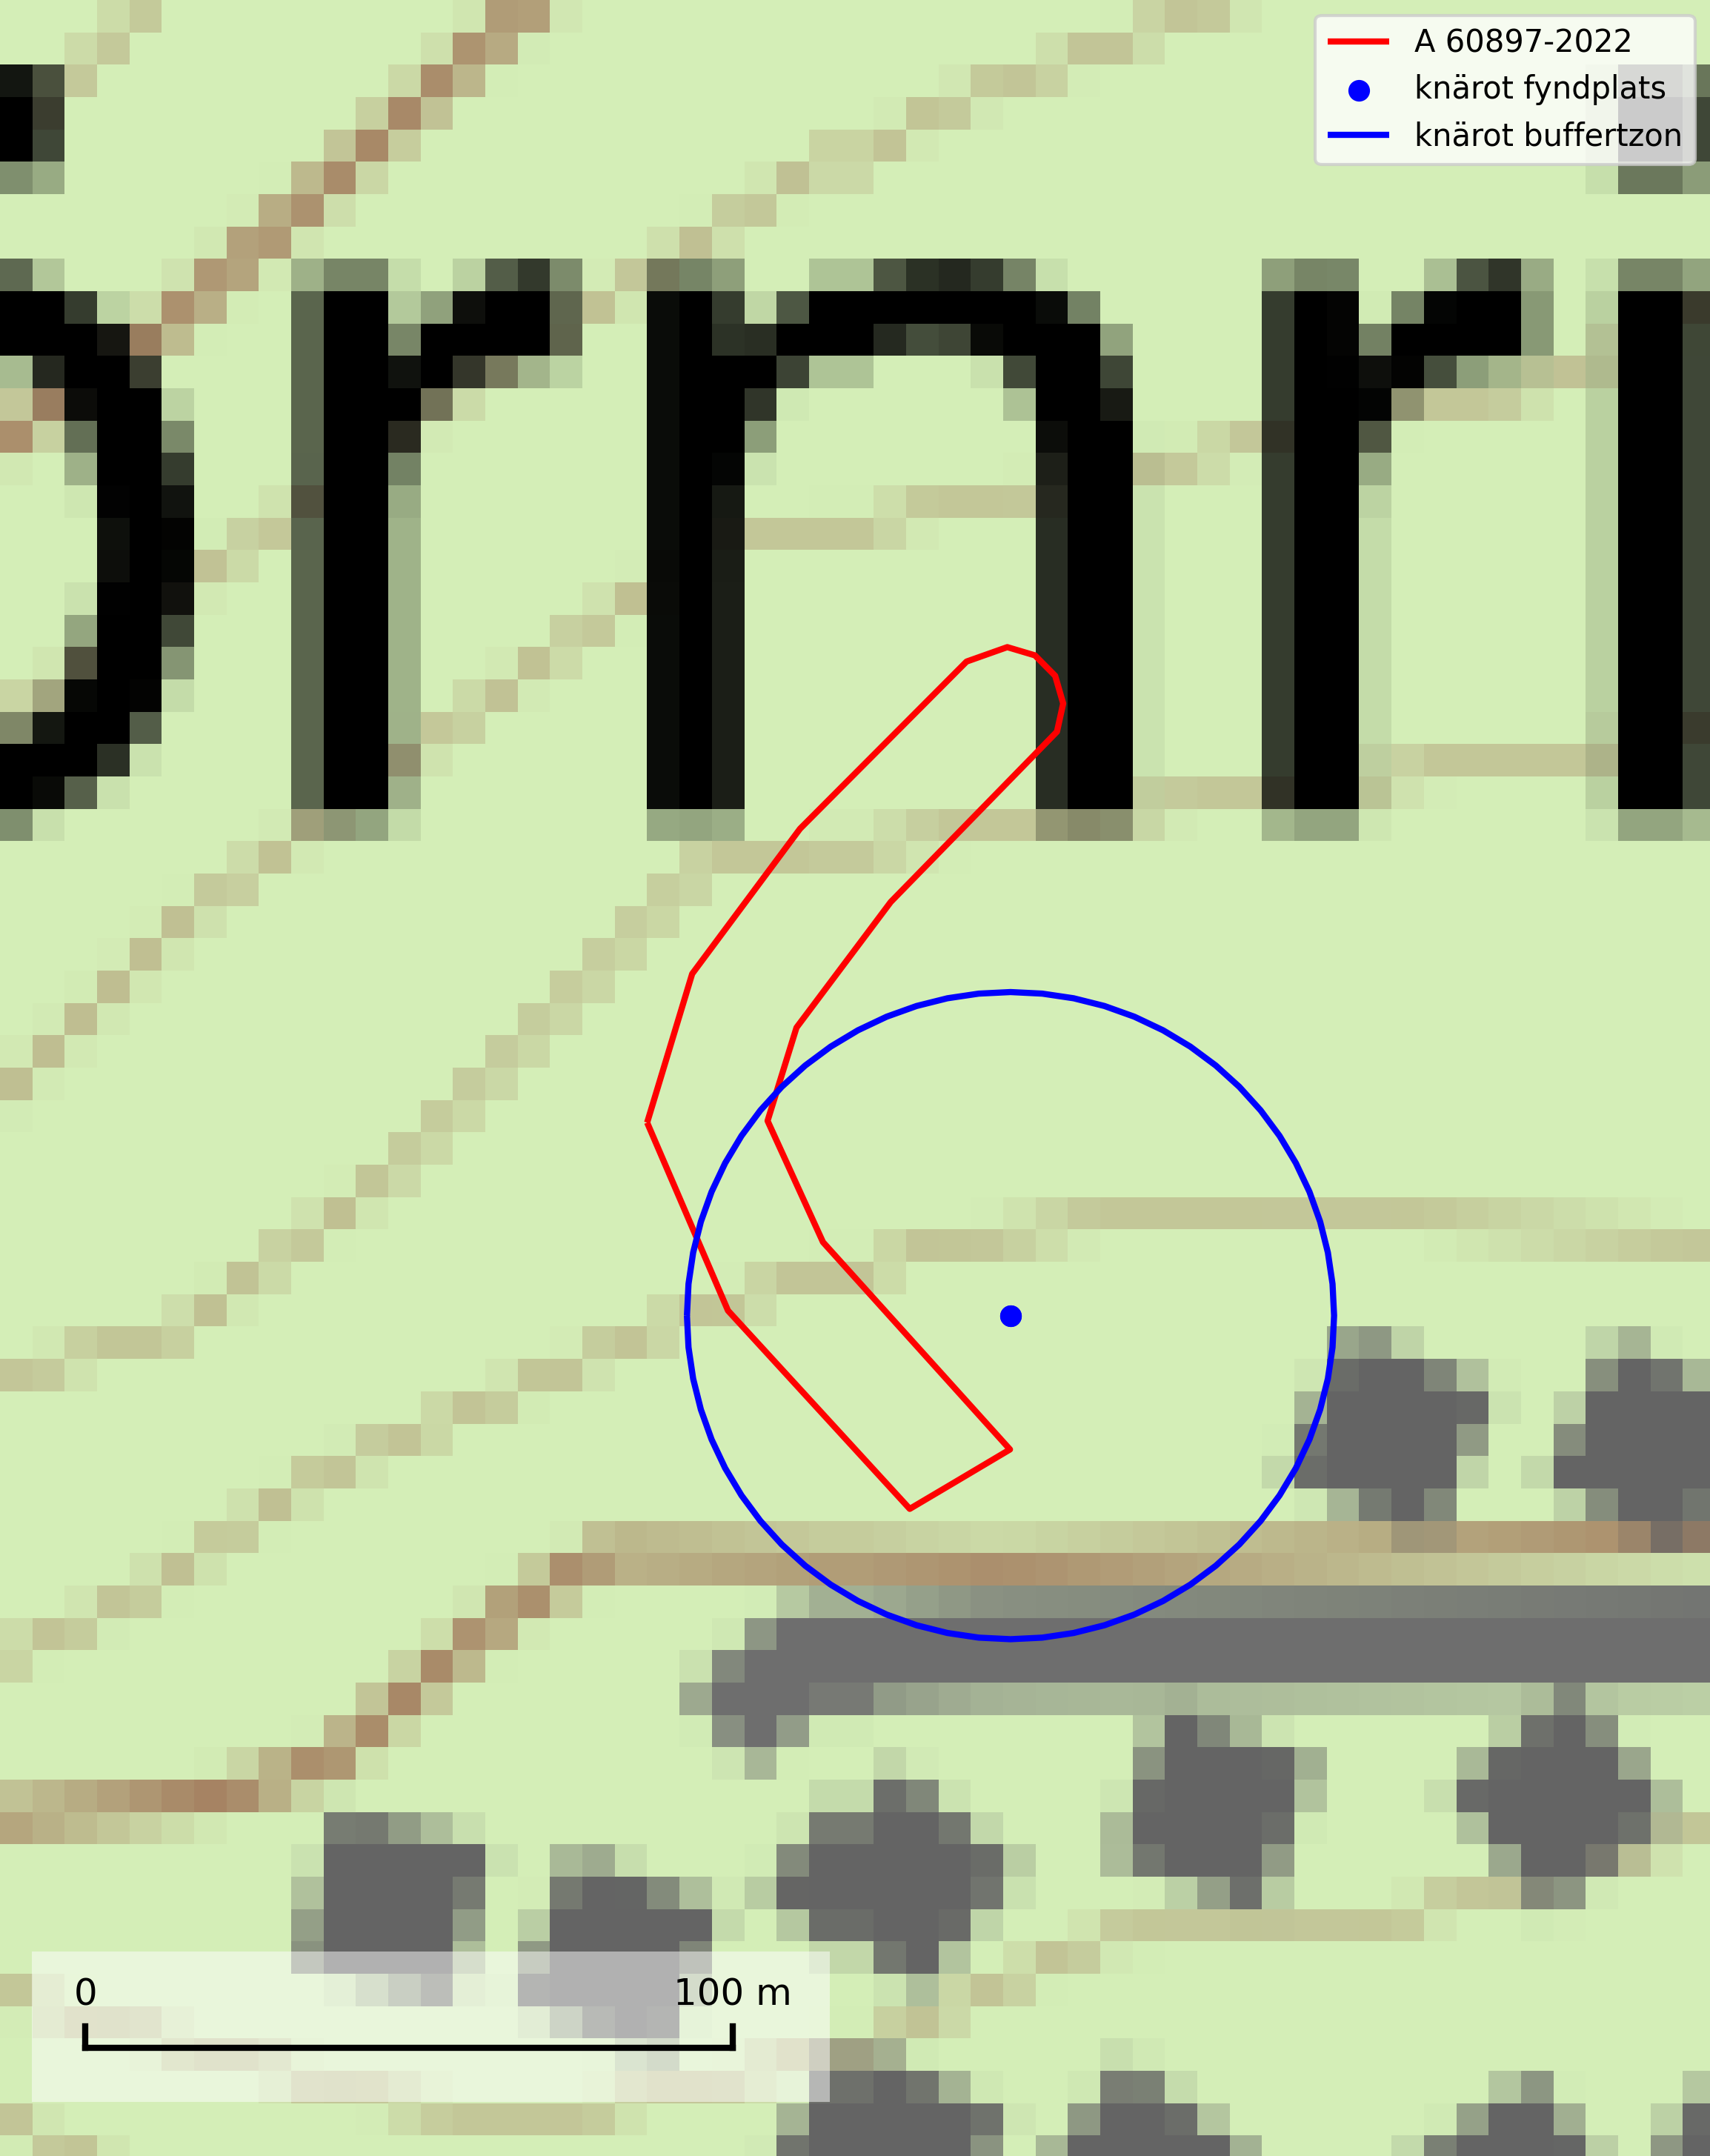 A 60897-2022
knärot fyndplats
knärot buffertzon
0 100 m